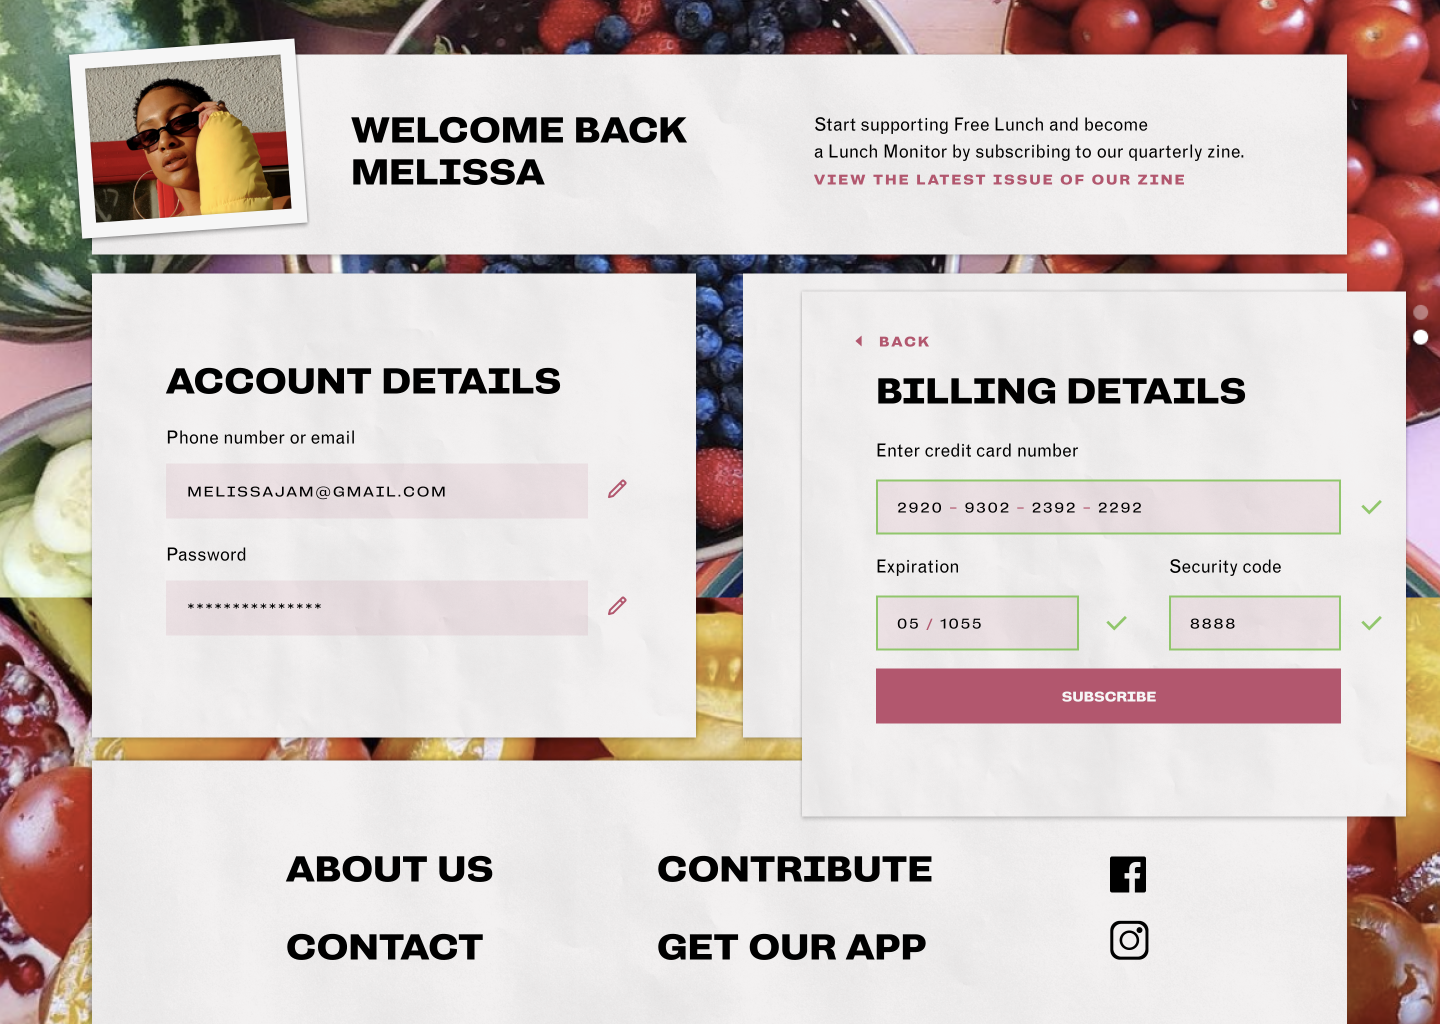 WELCOME BACK
MELISSA
Start supporting Free Lunch and become
a Lunch Monitor by subscribing to our quarterly zine.
VIEW THE LATEST ISSUE OF OUR ZINE
ACCOUNT DETAILS
Phone number or email
MELISSAJAM@GMAIL.COM
Password
***************
BACK
BILLING DETAILS
Enter credit card number
2920 – 9302 – 2392 – 2292
Expiration
Security code
05 / 1055
8888
SUBSCRIBE
ABOUT US
CONTRIBUTE
CONTACT
GET OUR APP